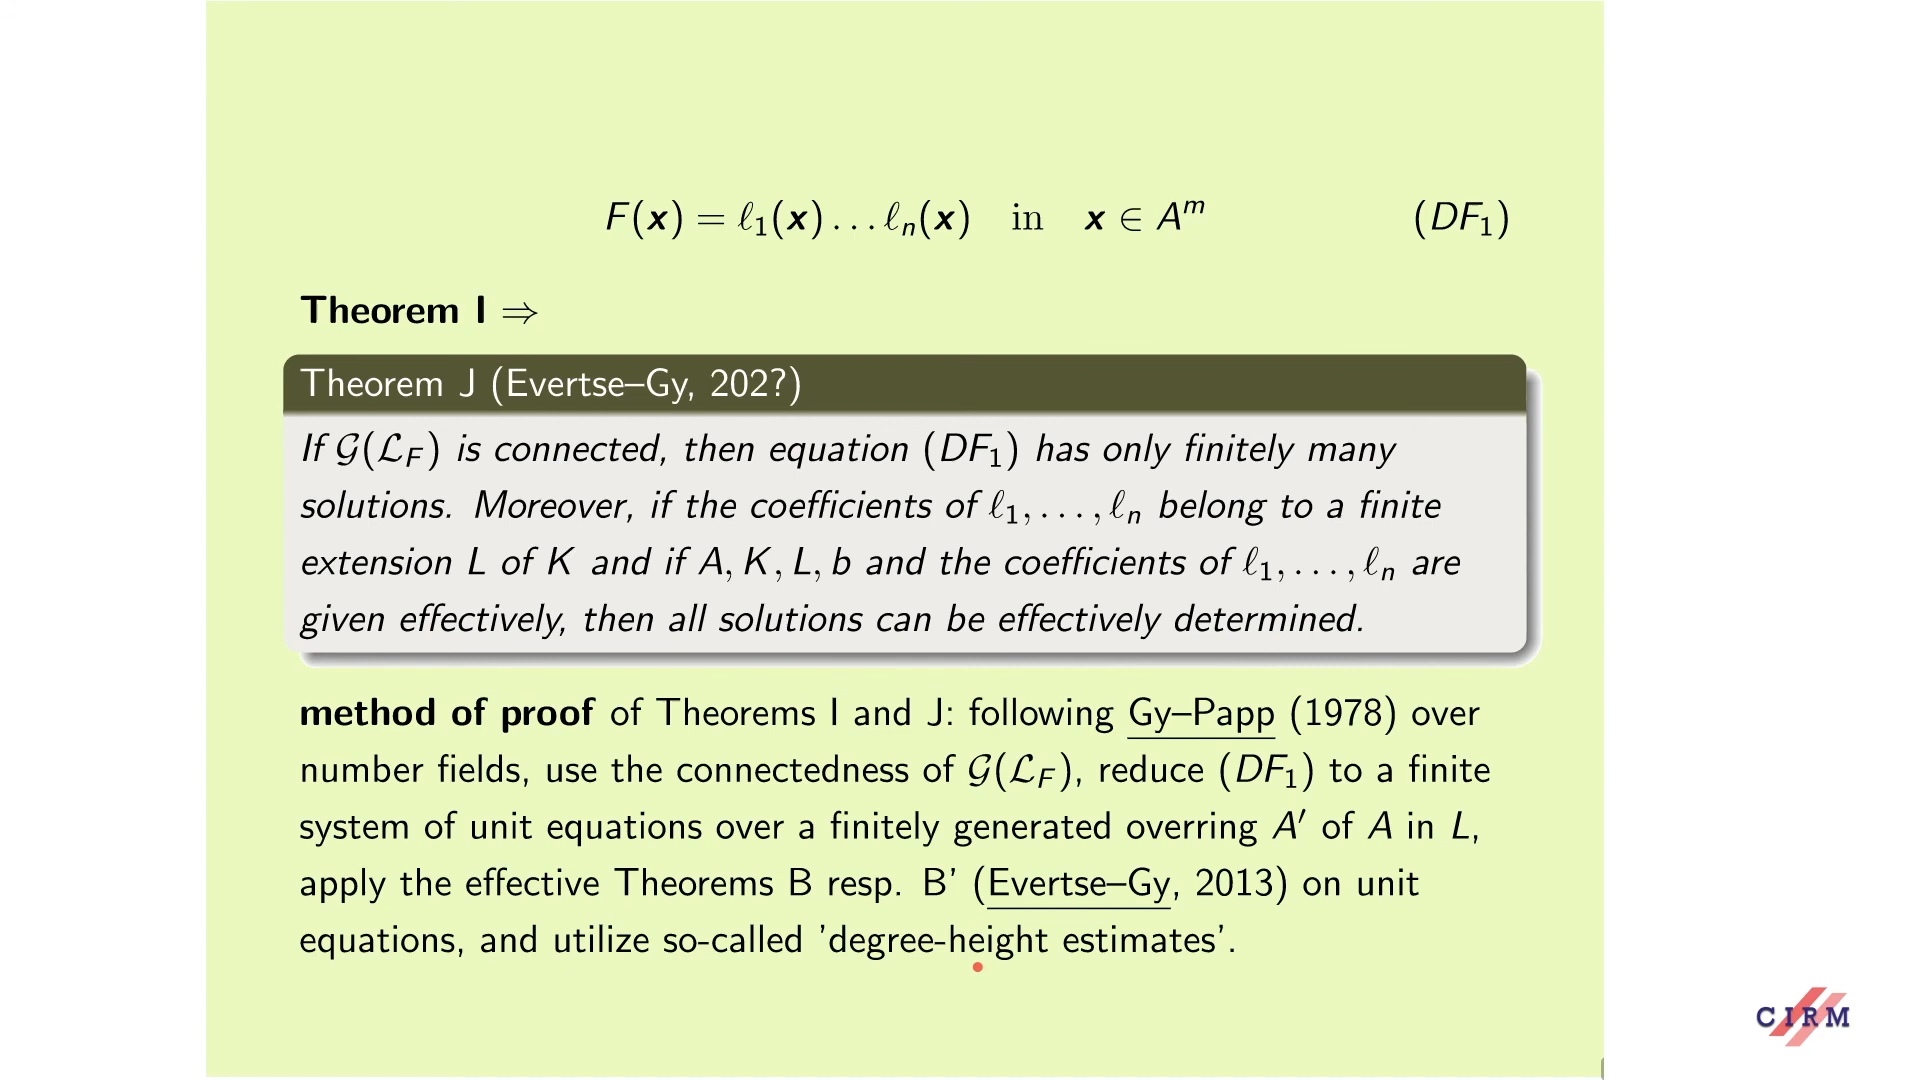 F(x) = ℓ₁(x) … ℓₙ(x) in x ∈ Aᵐ (DF₁)
Theorem I ⇒
Theorem J (Evertse–Gy, 202?)
If 𝒢(ℒ_F) is connected, then equation (DF₁) has only finitely many
solutions. Moreover, if the coefficients of ℓ₁, . . . , ℓₙ belong to a finite
extension L of K and if A, K, L, b and the coefficients of ℓ₁, . . . , ℓₙ are
given effectively, then all solutions can be effectively determined.
method of proof of Theorems I and J: following Gy–Papp (1978) over
number fields, use the connectedness of 𝒢(ℒ_F), reduce (DF₁) to a finite
system of unit equations over a finitely generated overring A′ of A in L,
apply the effective Theorems B resp. B' (Evertse–Gy, 2013) on unit
equations, and utilize so-called 'degree-height estimates'.
CIRM